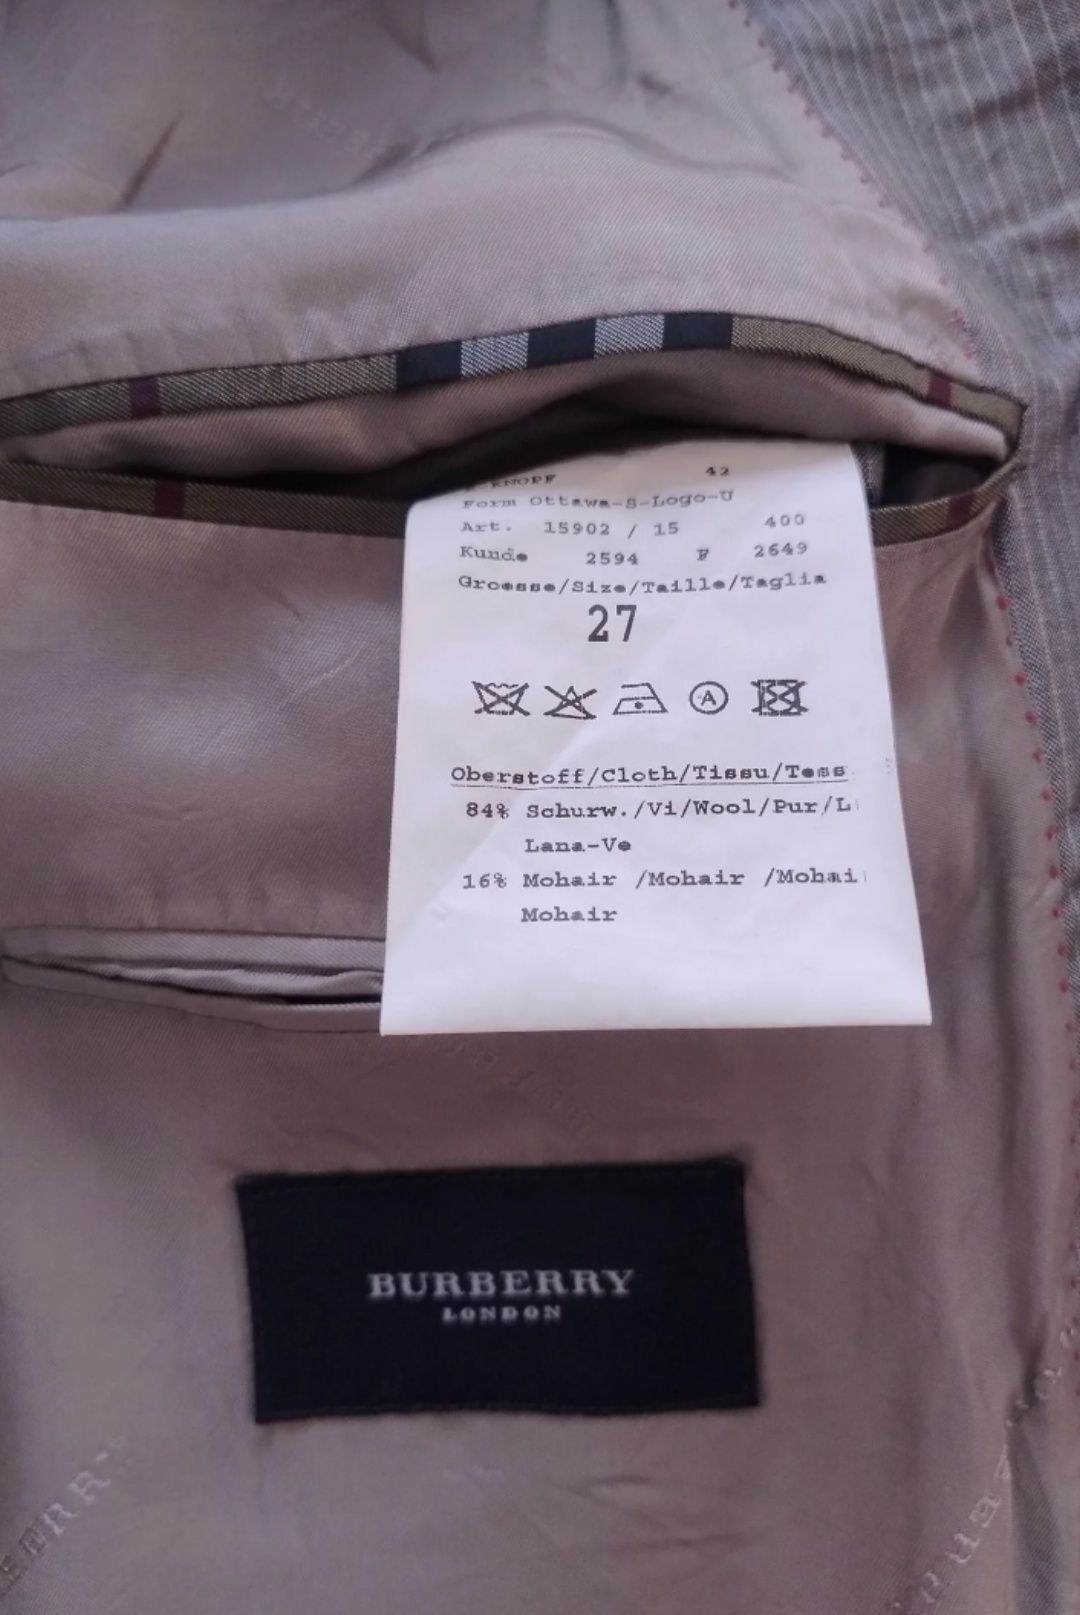 KNOPF 42
Form Ottawa-S-Logo-U
Art. 15902 / 15 400
Kunde 2594 F 2649
Groesse/Size/Taille/Taglia
27
A
Oberstoff/Cloth/Tissu/Tess
84% Schurw./Vi/Wool/Pur/L
Lana-Ve
16% Mohair /Mohair /Mohai
Mohair
BURBERRY
LONDON